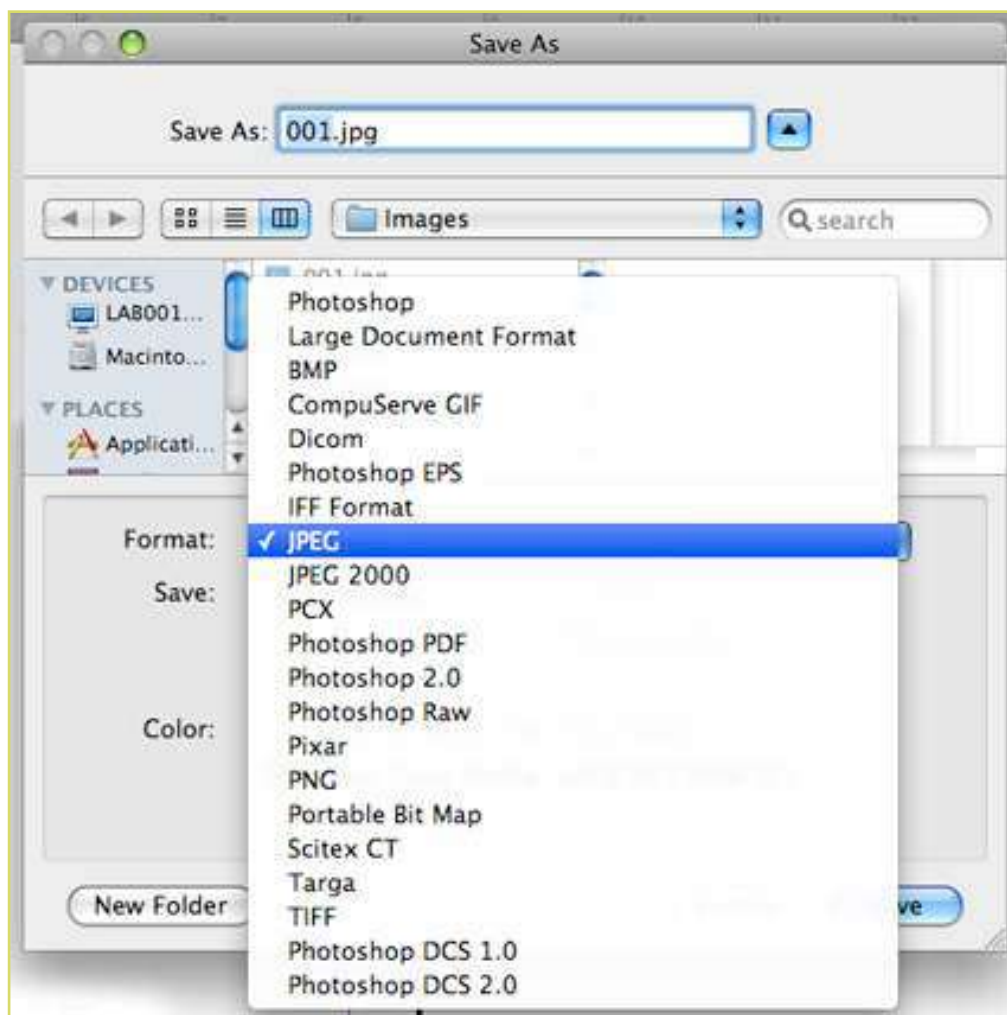 Save As
Save As: 001.jpg
Images
search
DEVICES
LAB001...
Macinto...
PLACES
Applicati...
001.jpg
Photoshop
Large Document Format
BMP
CompuServe GIF
Dicom
Photoshop EPS
IFF Format
Format: ✓ JPEG
JPEG 2000
Save:
PCX
Photoshop PDF
Photoshop 2.0
Photoshop Raw
Color:
Pixar
PNG
Portable Bit Map
Scitex CT
Targa
New Folder
ve
TIFF
Photoshop DCS 1.0
Photoshop DCS 2.0